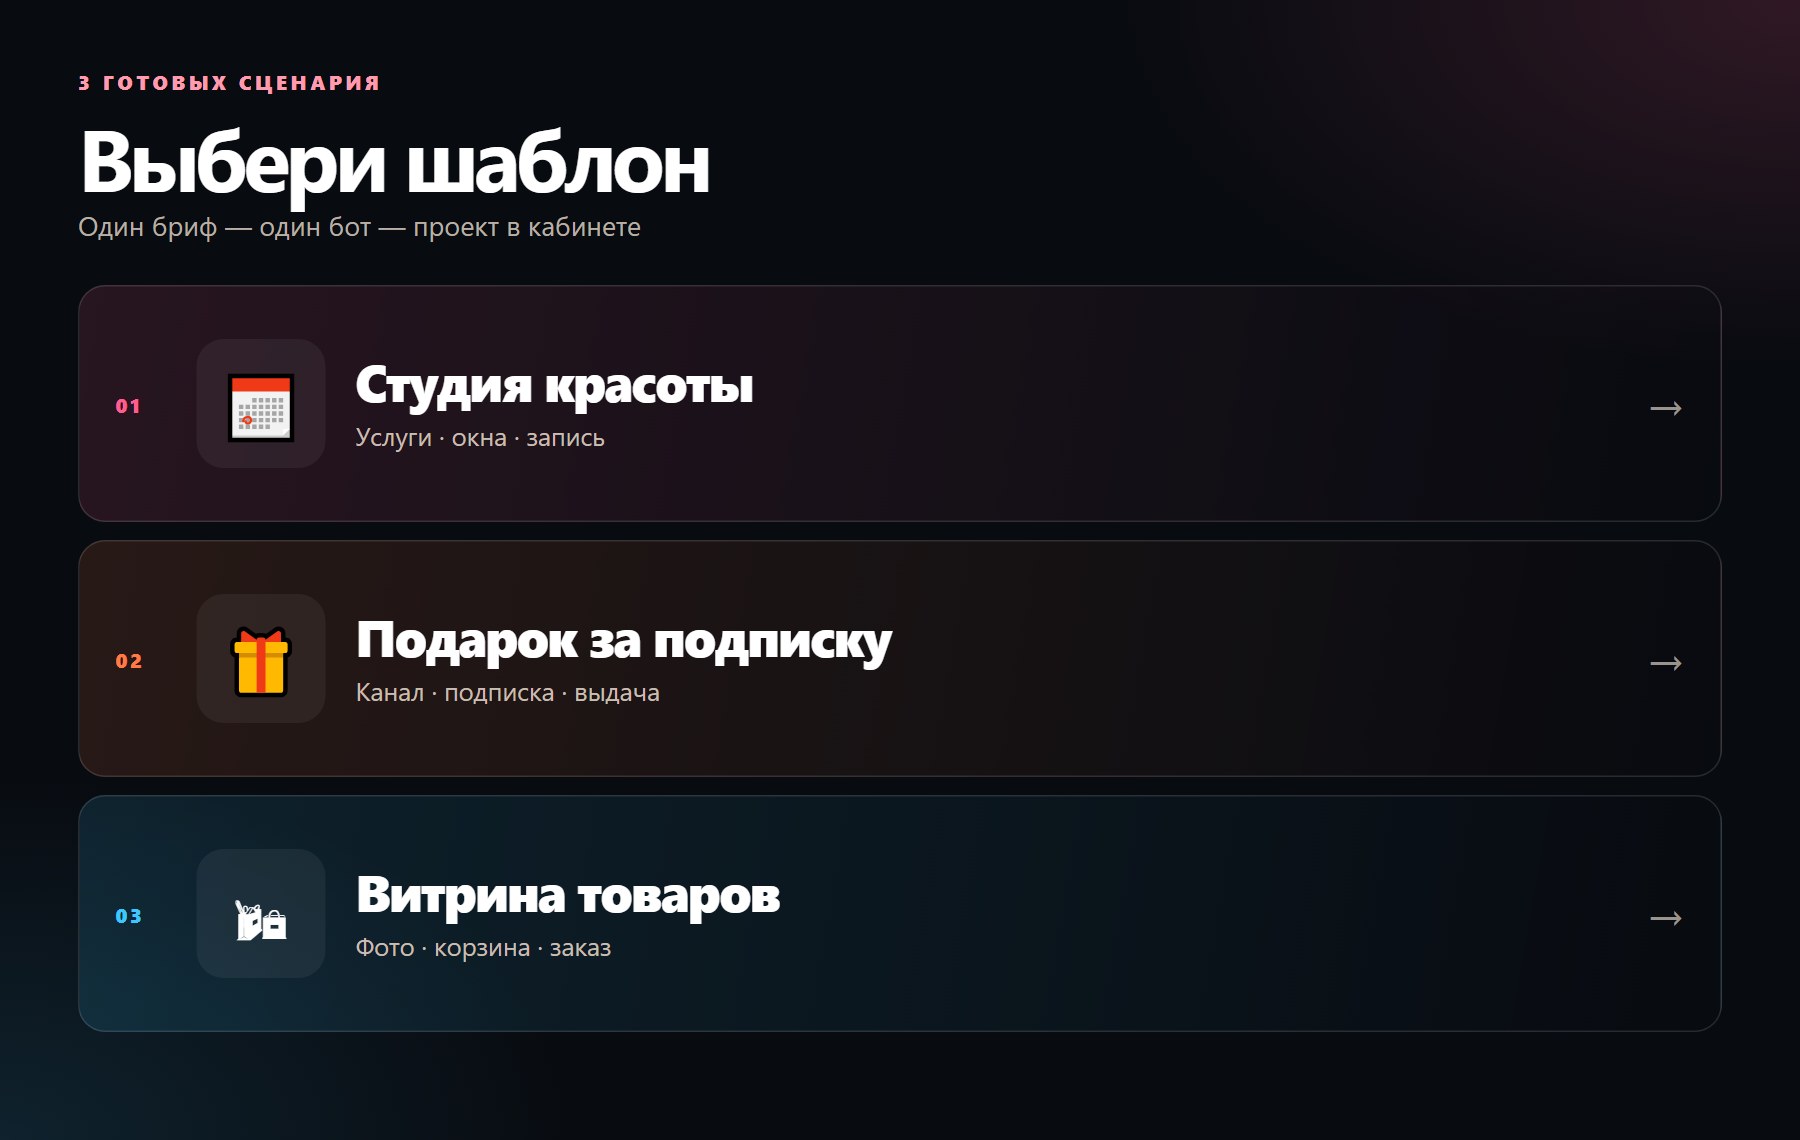 3 ГОТОВЫХ СЦЕНАРИЯ
Выбери шаблон
Один бриф — один бот — проект в кабинете
01
Студия красоты
Услуги · окна · запись
→
02
Подарок за подписку
Канал · подписка · выдача
→
03
Витрина товаров
Фото · корзина · заказ
→